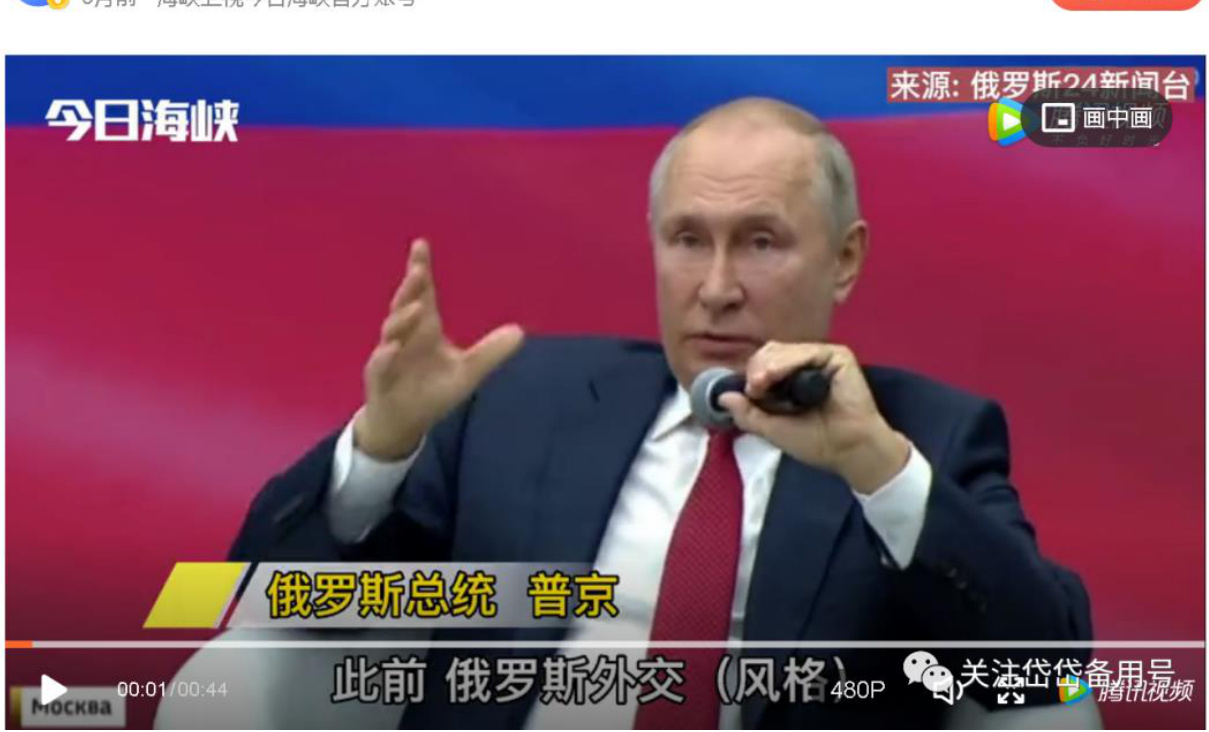 今日海峡
来源: 俄罗斯24新闻台
画中画
俄罗斯总统 普京
此前 俄罗斯外交（风格）
00:01/00:44
480P
关注岱岱备用号
腾讯视频
МОСКВА